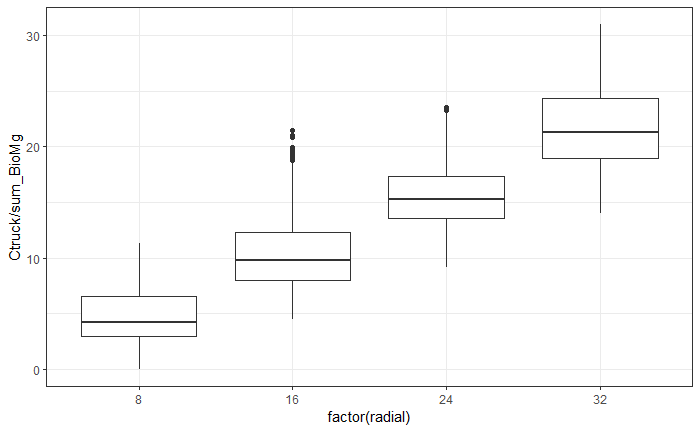 Ctruck/sum_BioMg
30
20
10
0
8 16 24 32
factor(radial)